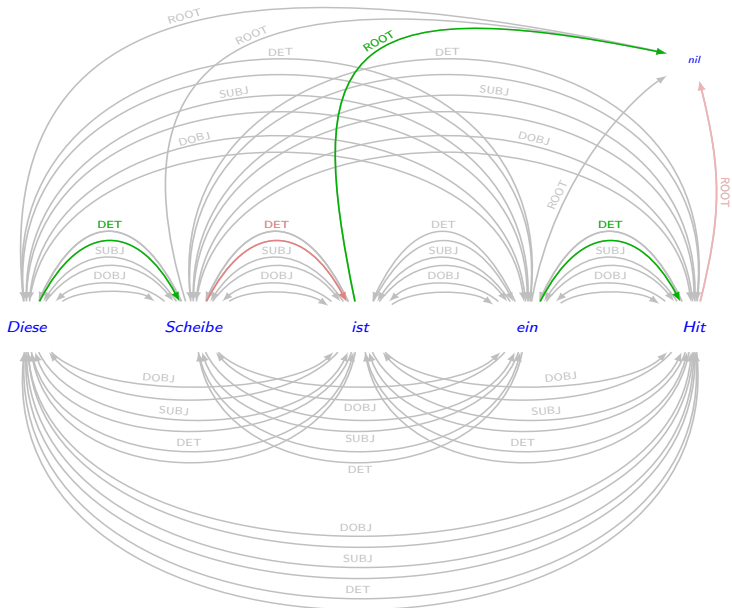 ROOT
ROOT ROOT
DET DET
nil
SUBJ SUBJ
DOBJ DOBJ
ROOT ROOT
DET DET DET DET
SUBJ SUBJ SUBJ SUBJ
DOBJ DOBJ DOBJ DOBJ
Diese Scheibe ist ein Hit
DOBJ DOBJ
DOBJ
SUBJ SUBJ
SUBJ
DET DET
DET
DOBJ
SUBJ
DET